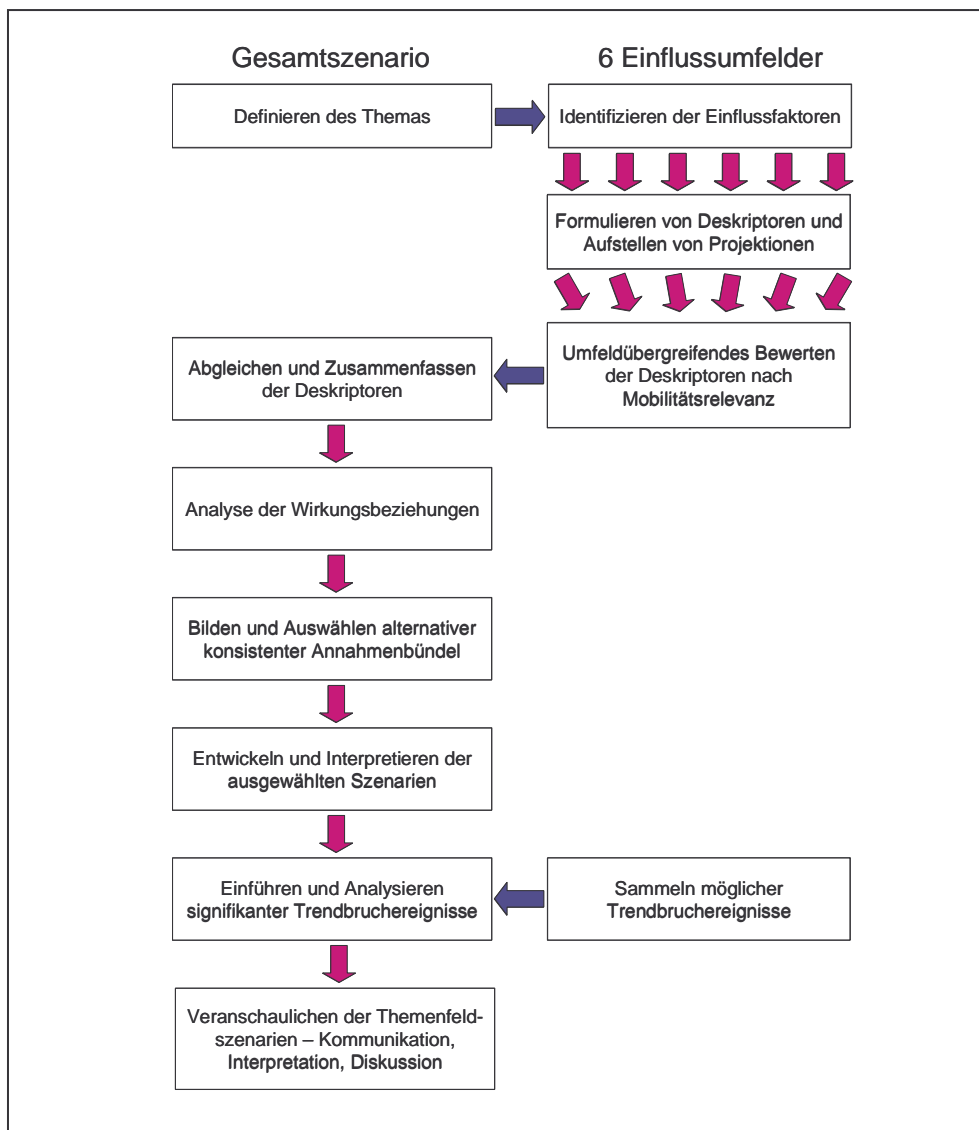 Gesamtszenario
6 Einflussumfelder
Definieren des Themas
Identifizieren der Einflussfaktoren
Formulieren von Deskriptoren und
Aufstellen von Projektionen
Umfeldübergreifendes Bewerten
der Deskriptoren nach
Mobilitätsrelevanz
Abgleichen und Zusammenfassen
der Deskriptoren
Analyse der Wirkungsbeziehungen
Bilden und Auswählen alternativer
konsistenter Annahmenbündel
Entwickeln und Interpretieren der
ausgewählten Szenarien
Einführen und Analysieren
signifikanter Trendbruchereignisse
Sammeln möglicher
Trendbruchereignisse
Veranschaulichen der Themenfeld-
szenarien – Kommunikation,
Interpretation, Diskussion